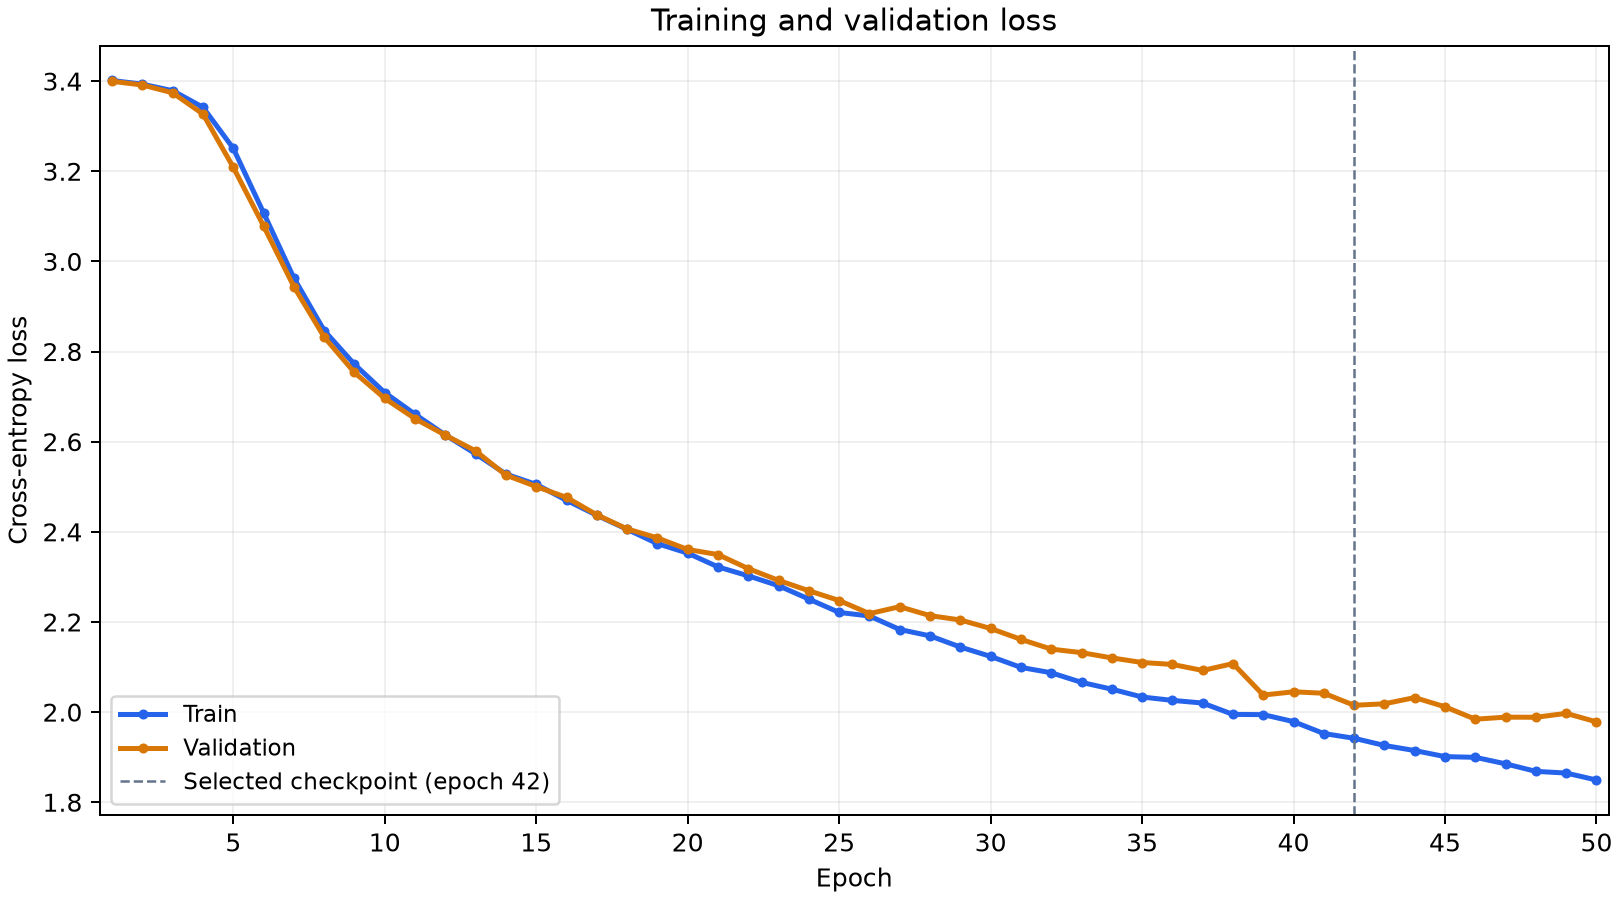 Training and validation loss
Cross-entropy loss
3.4
3.2
3.0
2.8
2.6
2.4
2.2
2.0
1.8
Train
Validation
Selected checkpoint (epoch 42)
5 10 15 20 25 30 35 40 45 50
Epoch